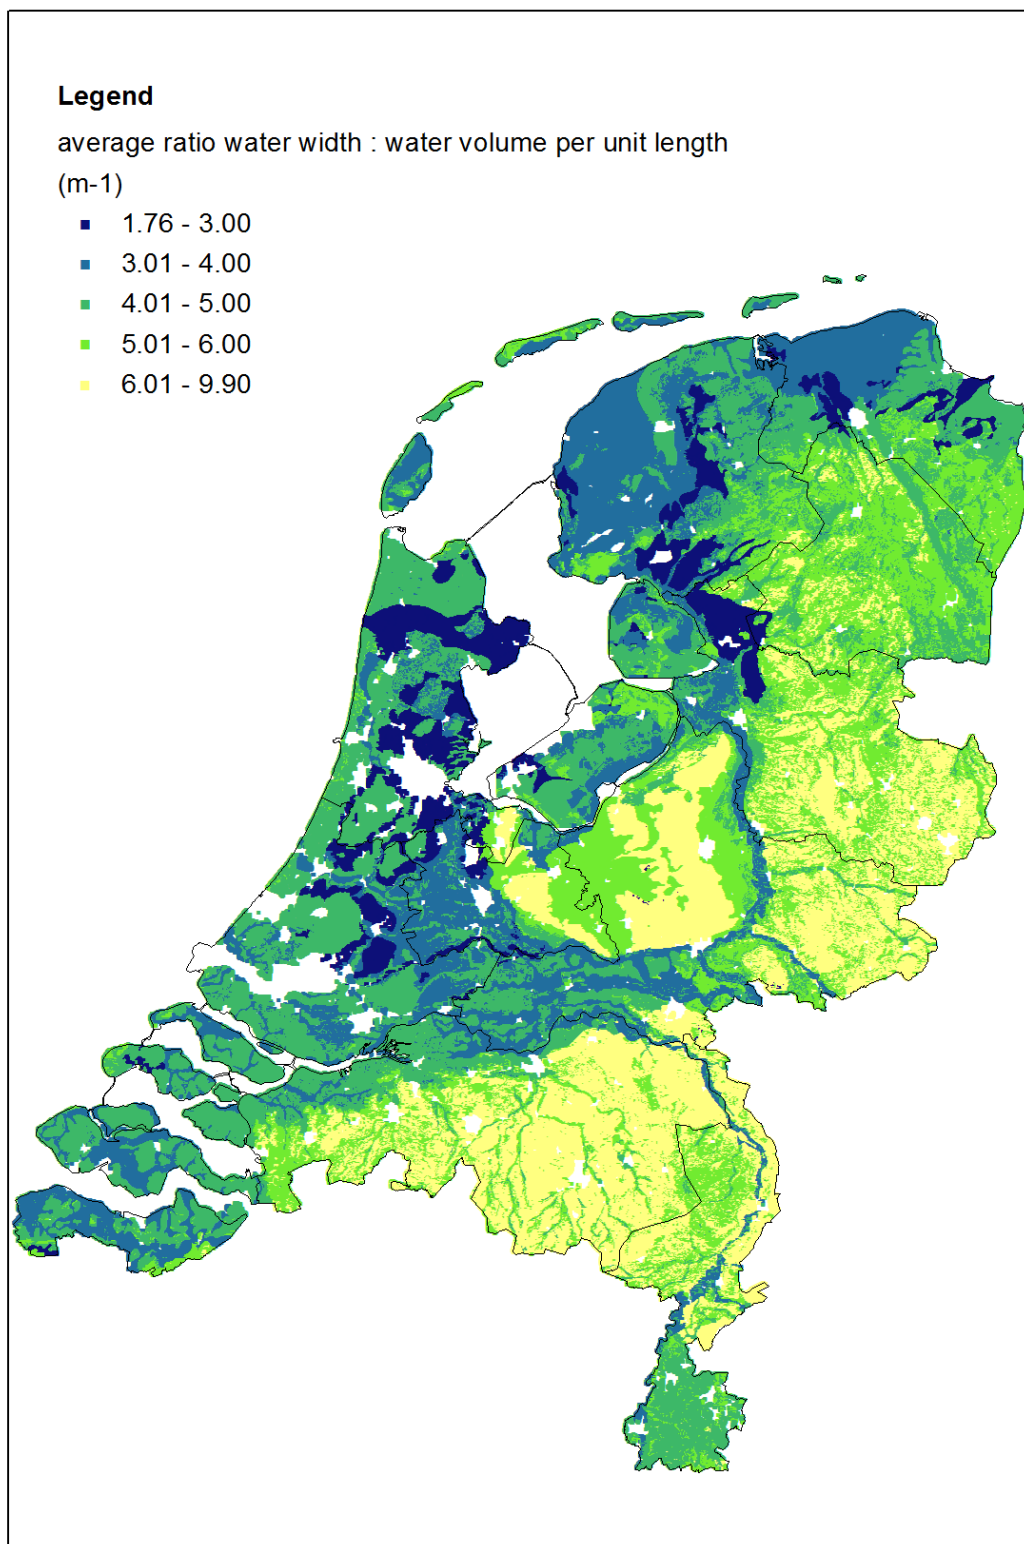 Legend
average ratio water width : water volume per unit length
(m-1)
1.76 - 3.00
3.01 - 4.00
4.01 - 5.00
5.01 - 6.00
6.01 - 9.90